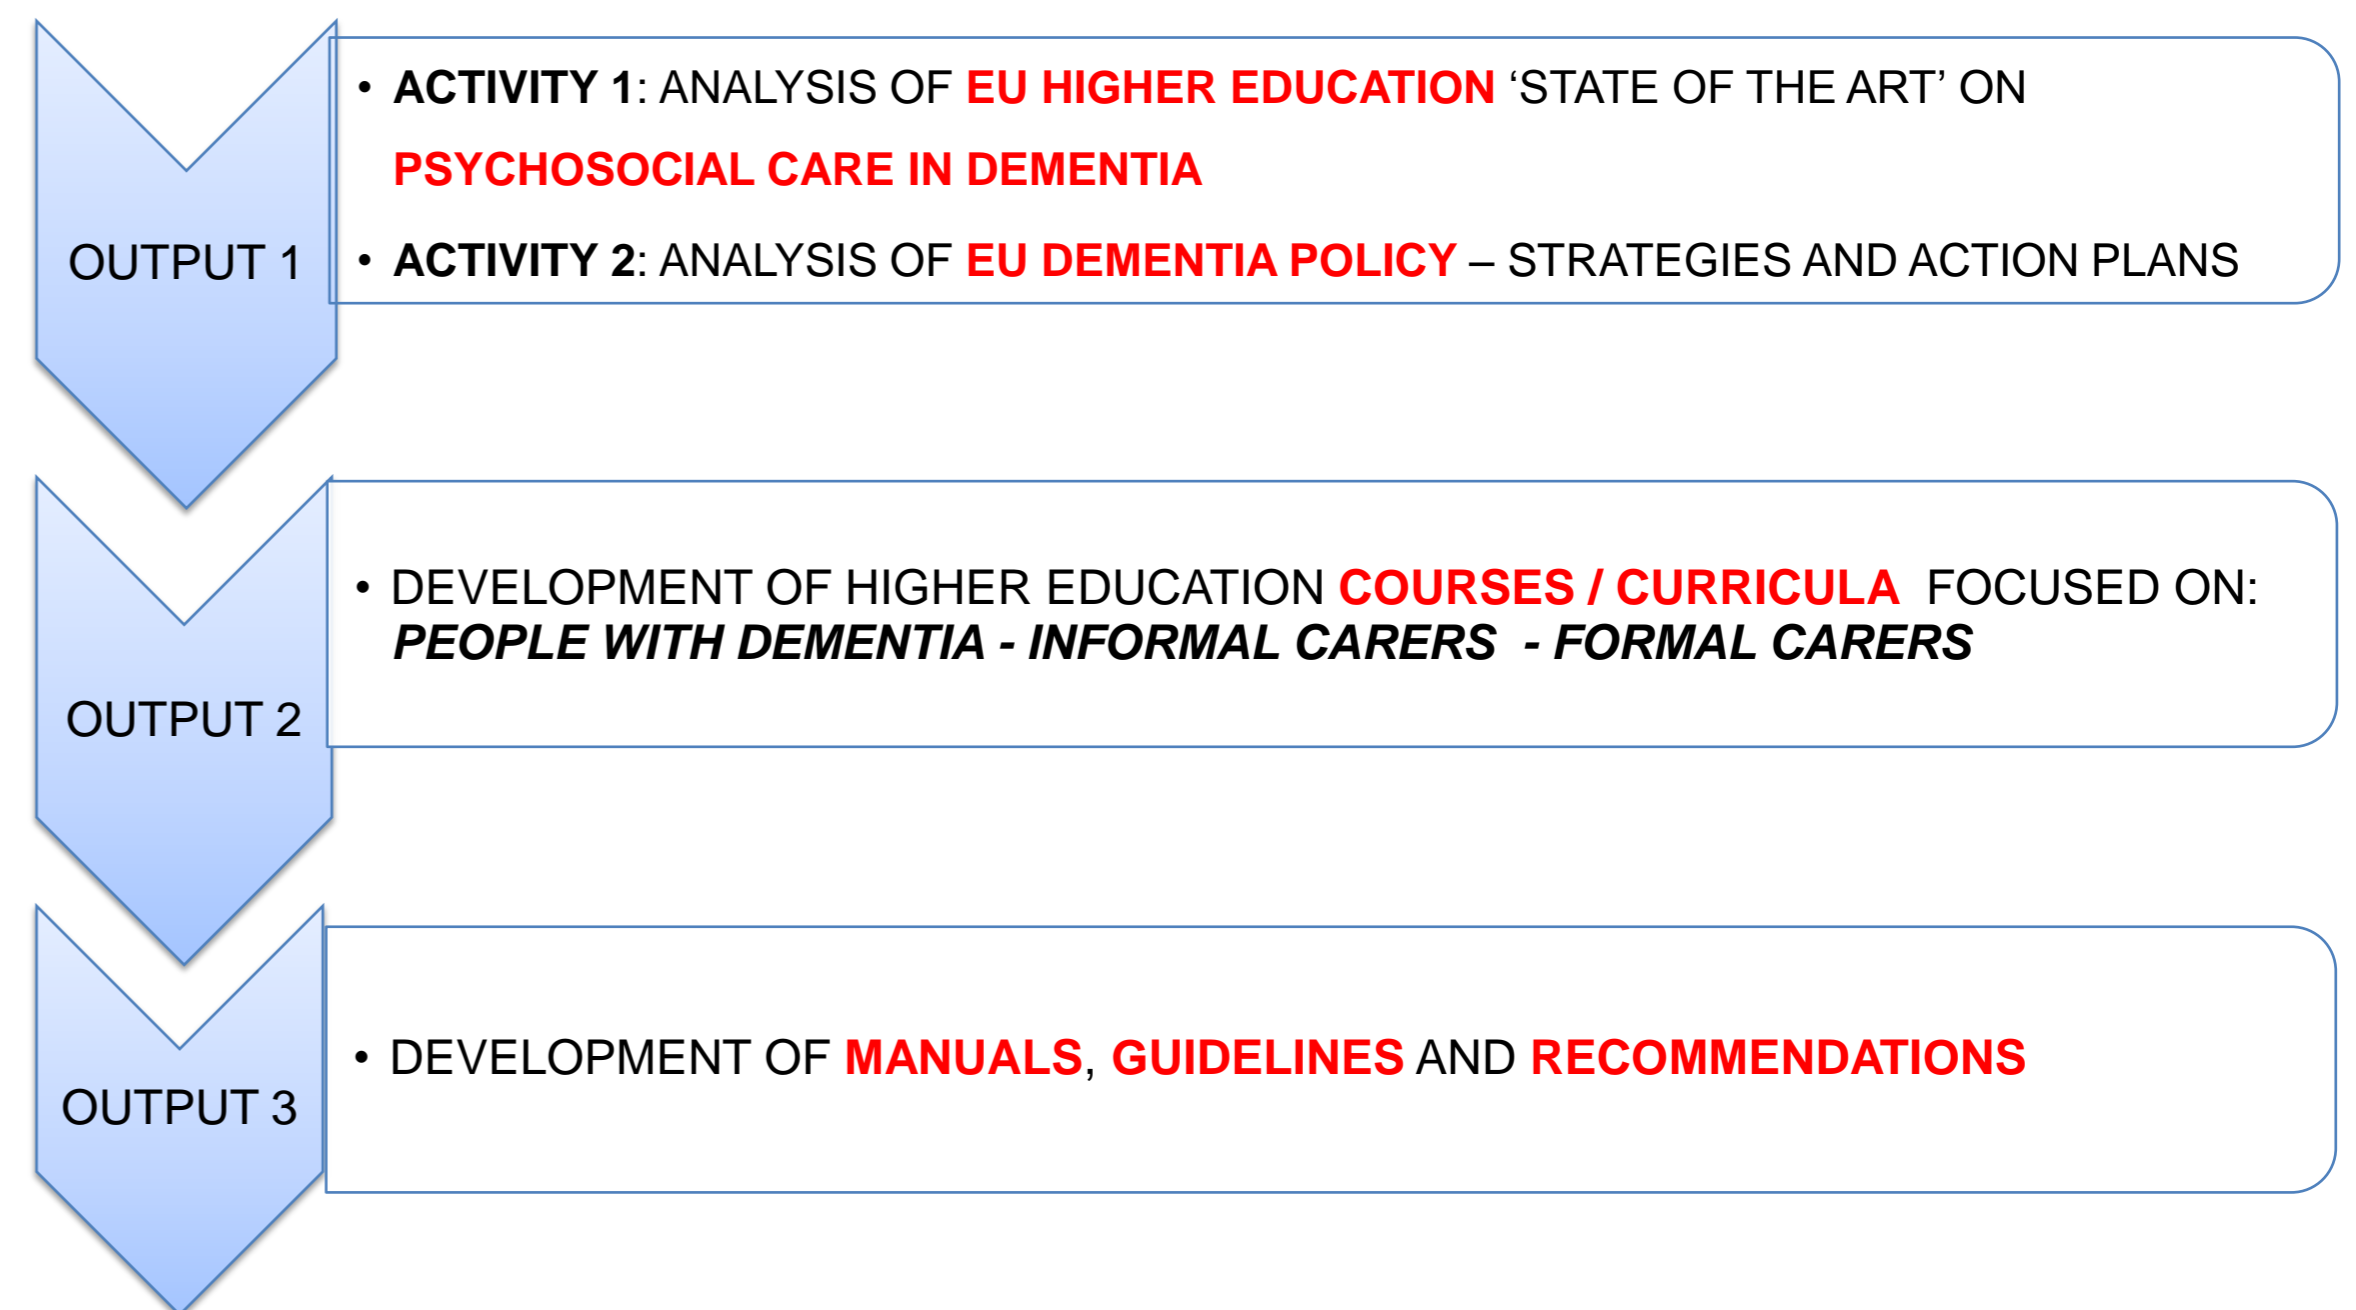 • ACTIVITY 1: ANALYSIS OF EU HIGHER EDUCATION ‘STATE OF THE ART’ ON
PSYCHOSOCIAL CARE IN DEMENTIA
OUTPUT 1
• ACTIVITY 2: ANALYSIS OF EU DEMENTIA POLICY – STRATEGIES AND ACTION PLANS
• DEVELOPMENT OF HIGHER EDUCATION COURSES / CURRICULA FOCUSED ON:
PEOPLE WITH DEMENTIA - INFORMAL CARERS - FORMAL CARERS
OUTPUT 2
• DEVELOPMENT OF MANUALS, GUIDELINES AND RECOMMENDATIONS
OUTPUT 3